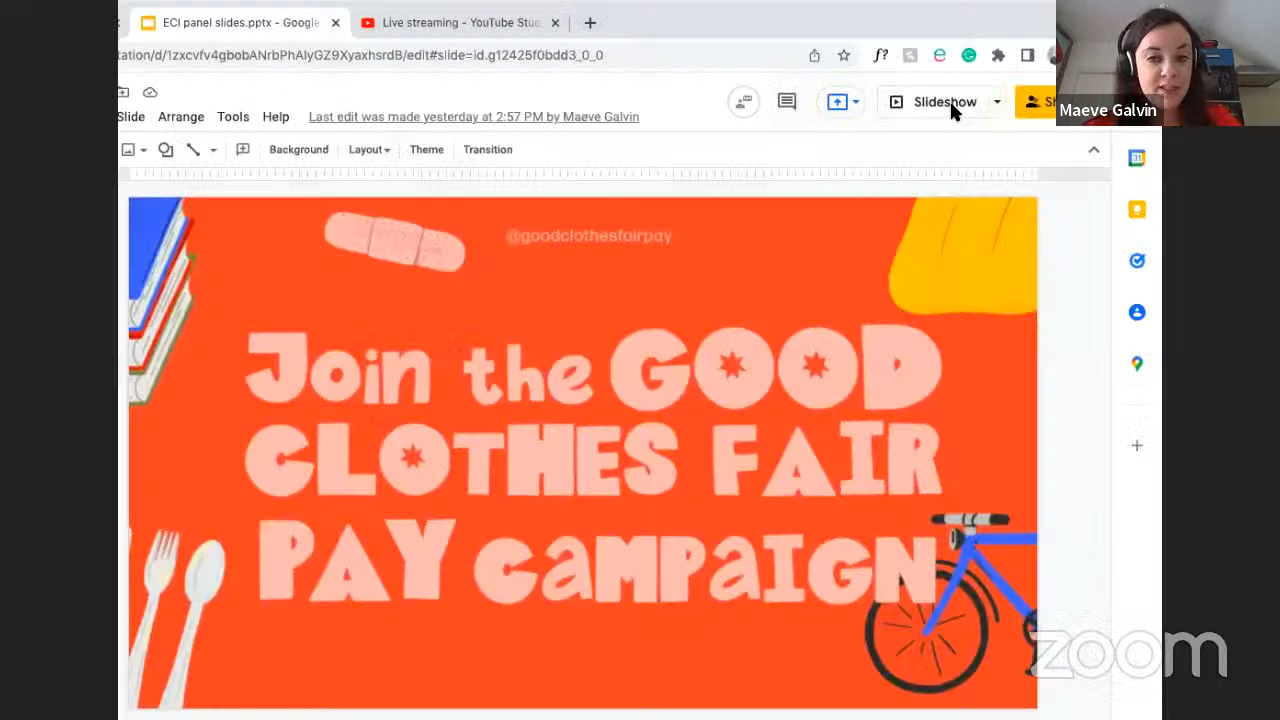 ECI panel slides.pptx - Google
Live streaming - YouTube Stu
tation/d/1zxcvfv4gbobANrbPhAIyGZ9XyaxhsrdB/edit#slide=id.g12425f0bdd3_0_0
Slideshow
Maeve Galvin
Slide Arrange Tools Help Last edit was made yesterday at 2:57 PM by Maeve Galvin
Background Layout Theme Transition
@goodclothesfairpay
Join the GOOD
CLOTHES FAIR
PAY CAMPAIGN
zoom